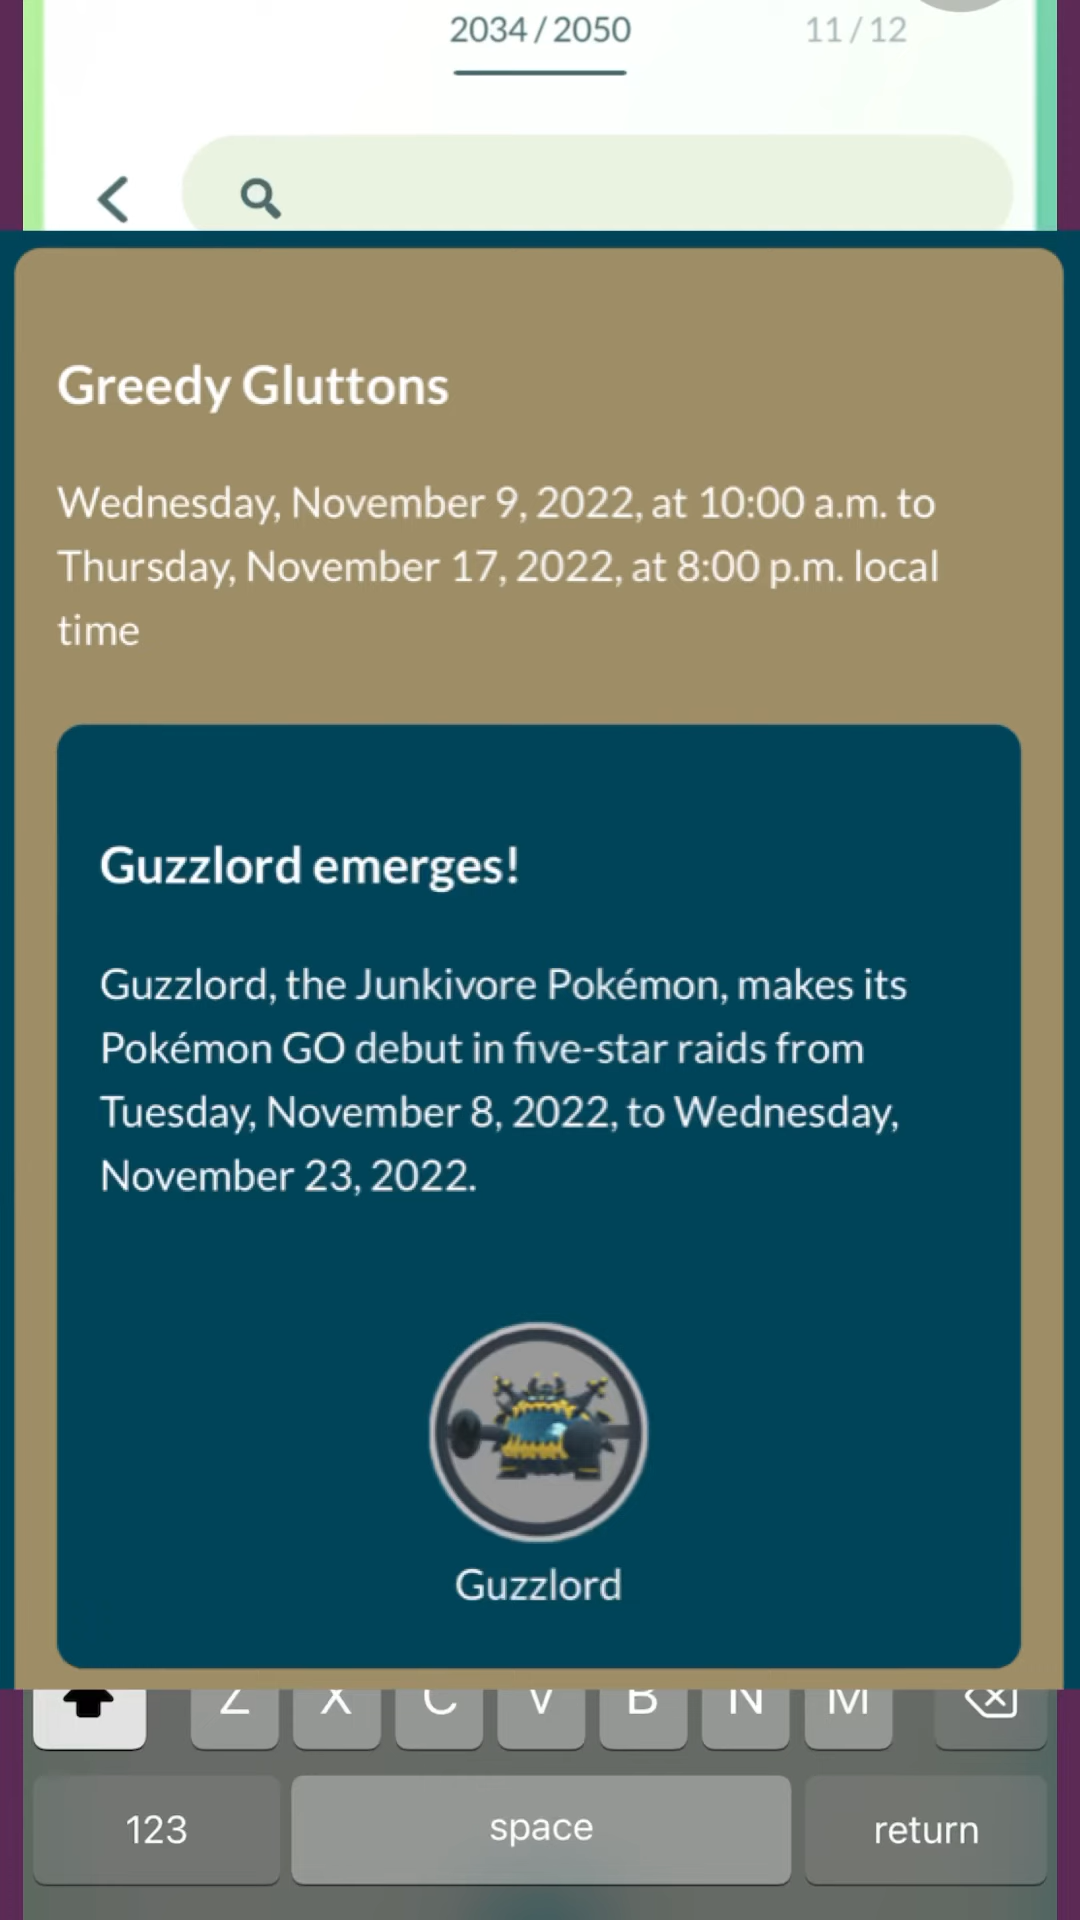 2034 / 2050
11 / 12
Greedy Gluttons
Wednesday, November 9, 2022, at 10:00 a.m. to
Thursday, November 17, 2022, at 8:00 p.m. local
time
Guzzlord emerges!
Guzzlord, the Junkivore Pokémon, makes its
Pokémon GO debut in five-star raids from
Tuesday, November 8, 2022, to Wednesday,
November 23, 2022.
Guzzlord
Z X C V B N M
123 space return